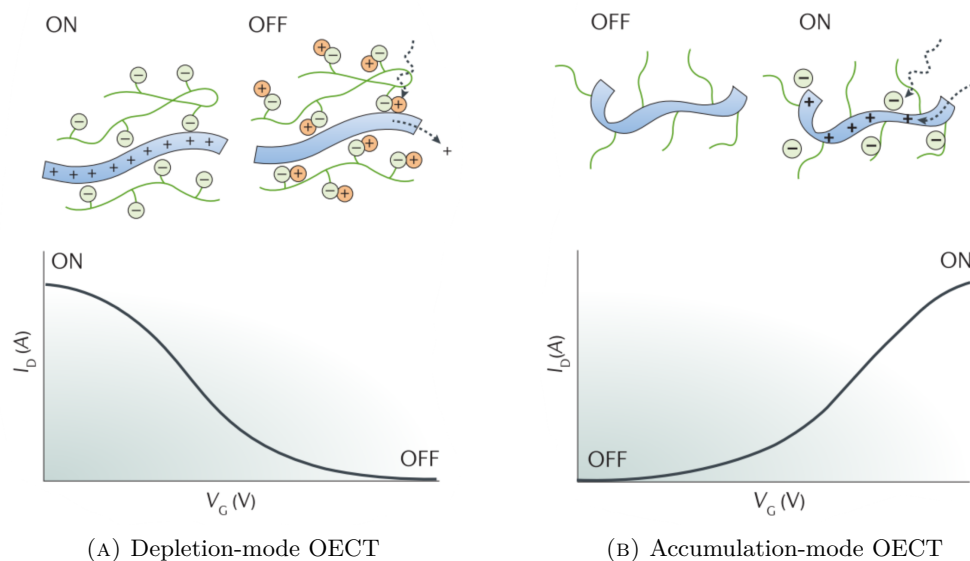 ON
OFF
OFF
ON
ON
OFF
I_D (A)
V_G (V)
(A) Depletion-mode OECT
ON
OFF
I_D(A)
V_G (V)
(B) Accumulation-mode OECT